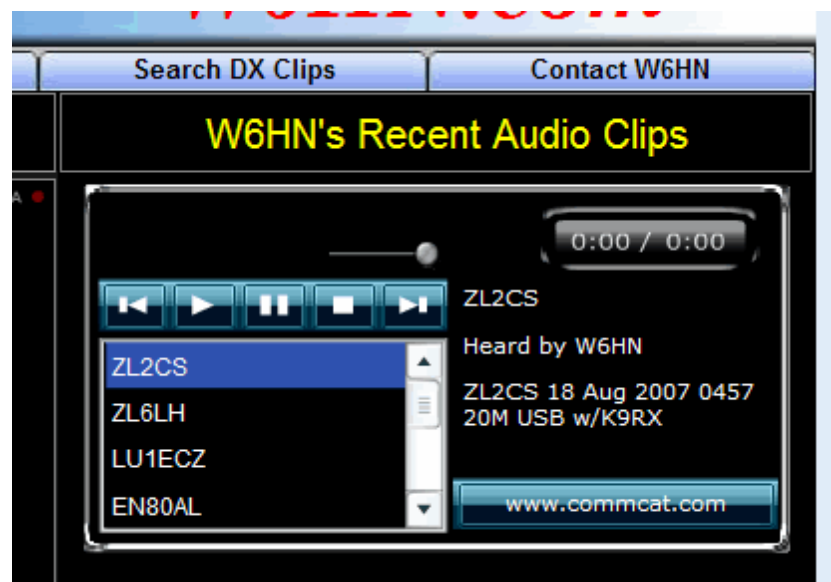 Search DX Clips
Contact W6HN
W6HN's Recent Audio Clips
A
0:00 / 0:00
ZL2CS
Heard by W6HN
ZL2CS 18 Aug 2007 0457
20M USB w/K9RX
ZL2CS
ZL6LH
LU1ECZ
EN80AL
www.commcat.com